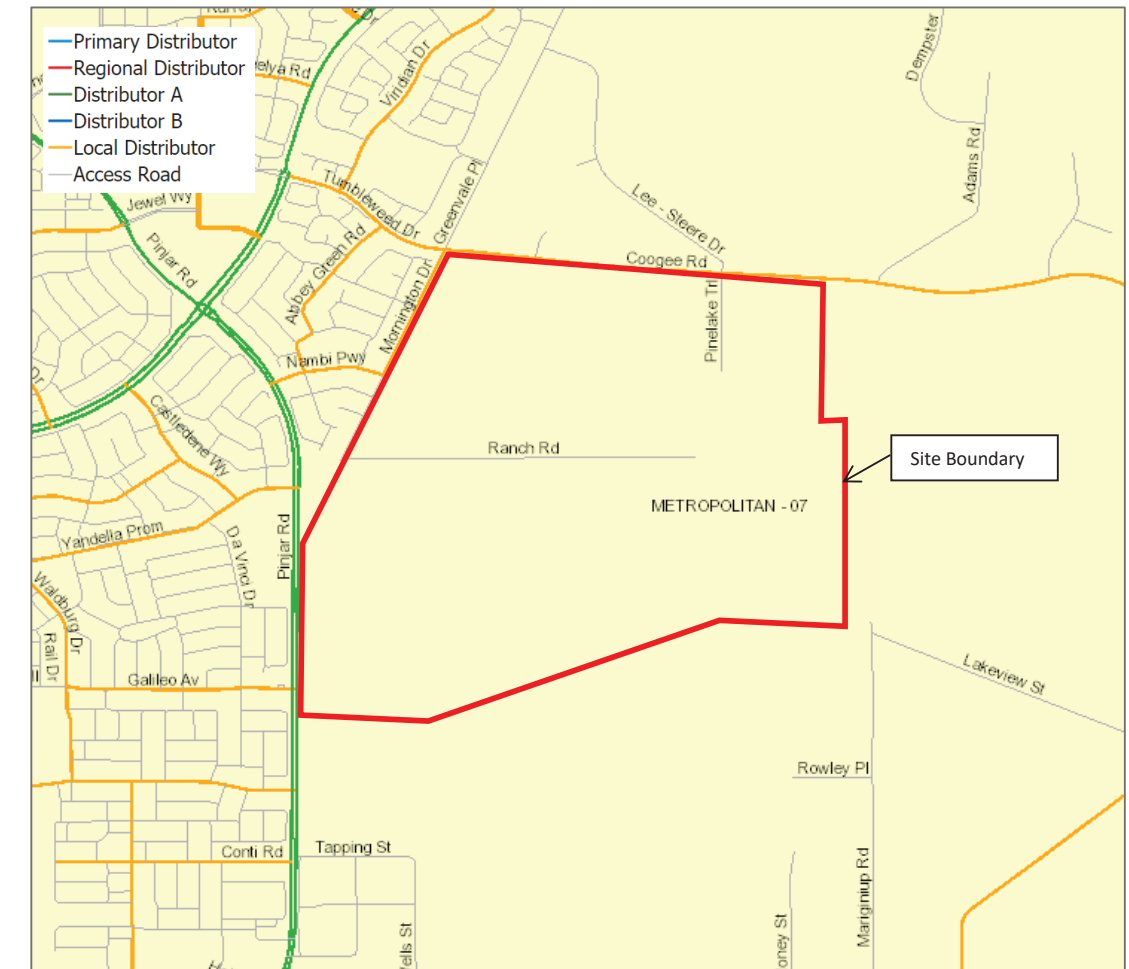 Primary Distributor
Regional Distributor
Distributor A
Distributor B
Local Distributor
Access Road
Viridian Dr
Dempster
Adams Rd
Jewel Wy
Tumbleweed Dr
Greenvale Pl
Lee - Steere Dr
Pinjar Rd
Abbey Green Rd
Coogee Rd
Mornington Dr
Pinelake Trl
Nambi Pwy
Dr
Castledene Wy
Ranch Rd
Site Boundary
METROPOLITAN - 07
Yandella Prom
Da Vinci Dr
Pinjar Rd
Waldburg Dr
Rail Dr
Galileo Av
Lakeview St
Rowley Pl
Conti Rd
Tapping St
Mariginiup Rd